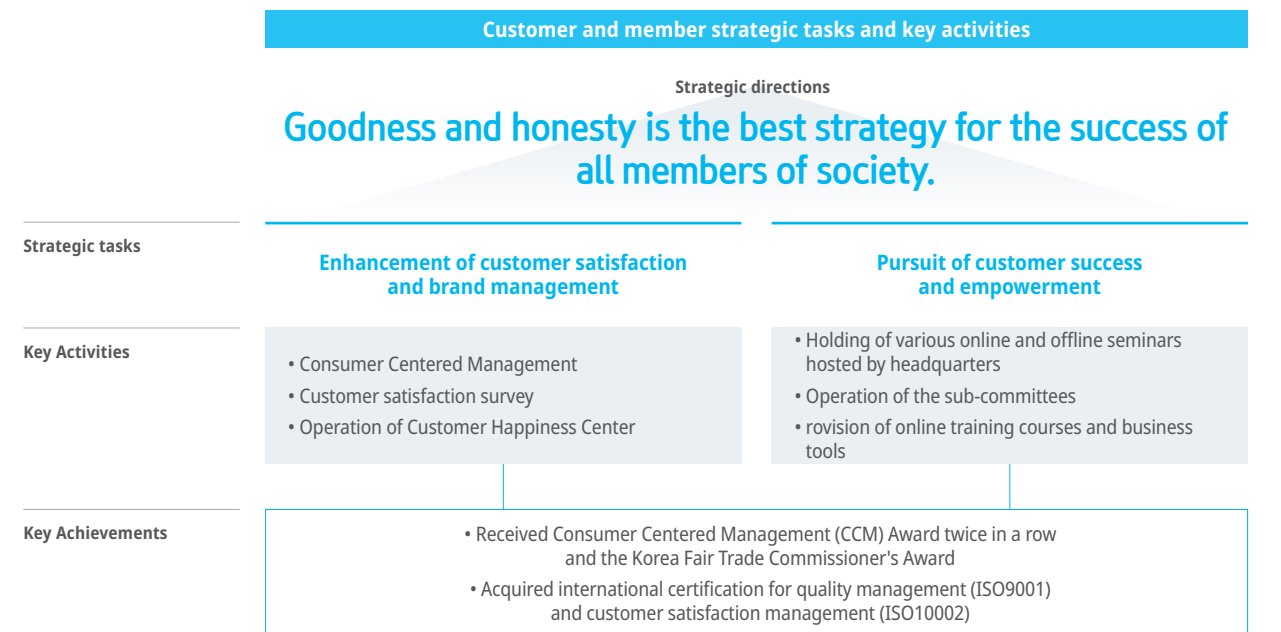 Customer and member strategic tasks and key activities
Strategic directions
Goodness and honesty is the best strategy for the success of
all members of society.
Strategic tasks
Enhancement of customer satisfaction
and brand management
Pursuit of customer success
and empowerment
Key Activities
• Consumer Centered Management
• Customer satisfaction survey
• Operation of Customer Happiness Center
• Holding of various online and offline seminars
hosted by headquarters
• Operation of the sub-committees
• rovision of online training courses and business
tools
Key Achievements
• Received Consumer Centered Management (CCM) Award twice in a row
and the Korea Fair Trade Commissioner's Award
• Acquired international certification for quality management (ISO9001)
and customer satisfaction management (ISO10002)